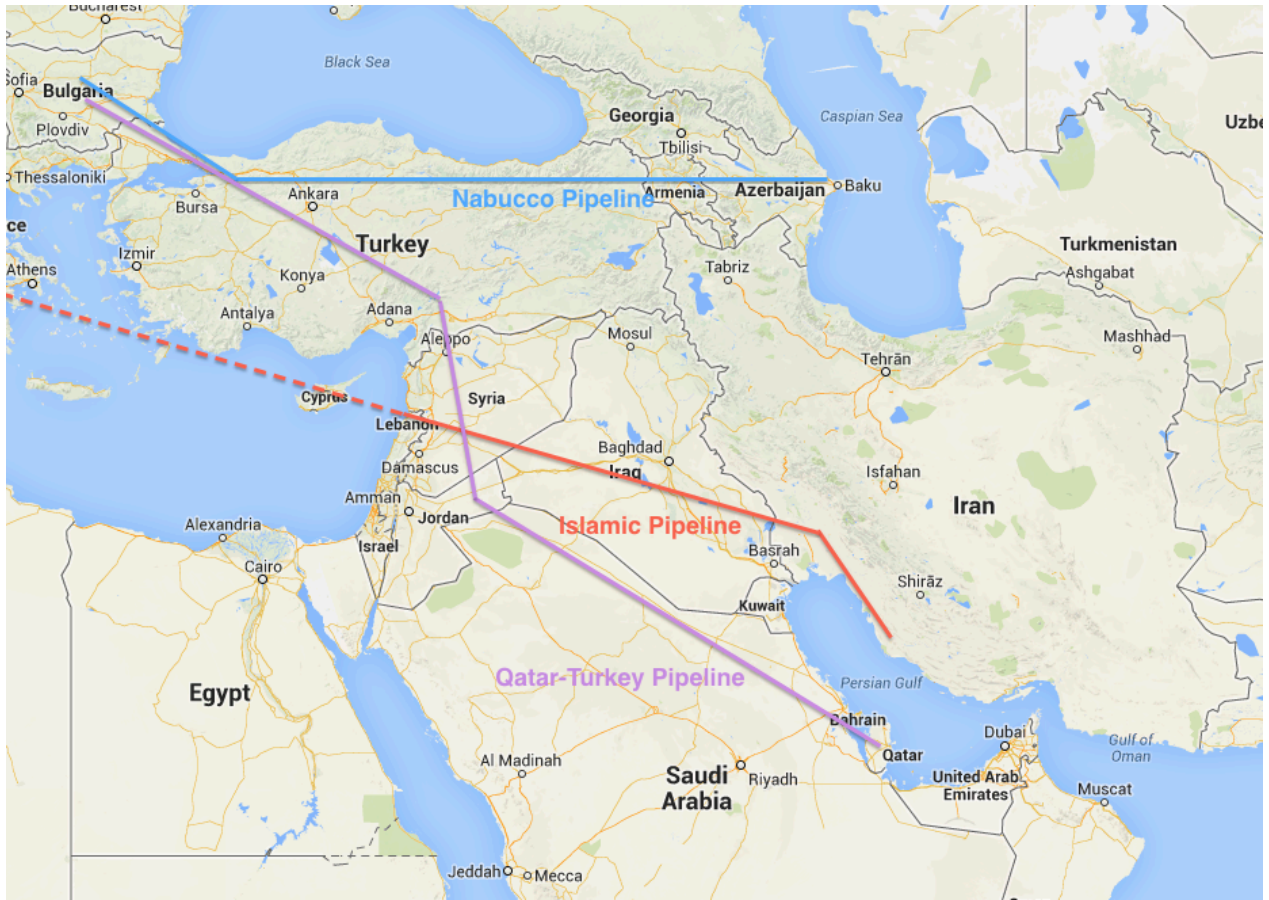 Bucharest
Black Sea
Sofia
Bulgaria
Plovdiv
Georgia
Tbilisi
Caspian Sea
Uzbe
Thessaloniki
Bursa
Ankara
Nabucco Pipeline
Armenia
Azerbaijan
Baku
ce
Athens
Izmir
Turkey
Konya
Antalya
Adana
Tabriz
Turkmenistan
Ashgabat
Mosul
Mashhad
Aleppo
Tehrān
Cyprus
Syria
Lebanon
Damascus
Baghdad
Iraq
Isfahan
Iran
Amman
Jordan
Alexandria
Israel
Islamic Pipeline
Basrah
Cairo
Shirāz
Kuwait
Qatar-Turkey Pipeline
Persian Gulf
Egypt
Bahrain
Qatar
Dubai
Gulf of
Oman
Al Madinah
Saudi
Arabia
Riyadh
United Arab
Emirates
Muscat
Jeddah
Mecca